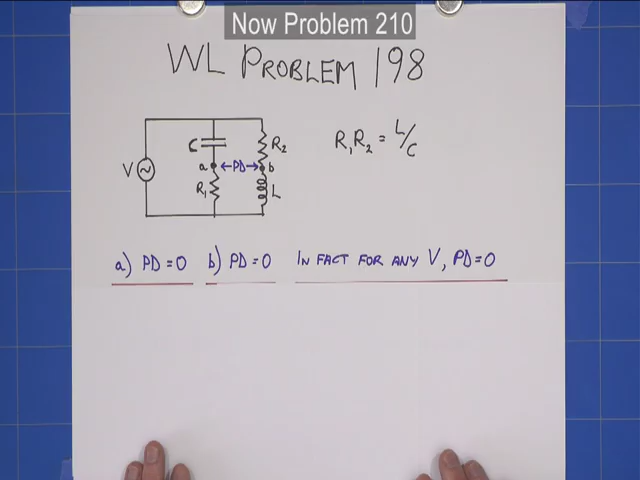 Now Problem 210
WL PROBLEM 198
C
R2
R1R2 = L/C
V
a
PD
b
R1
L
a) PD=0 b) PD=0 IN FACT FOR ANY V, PD=0